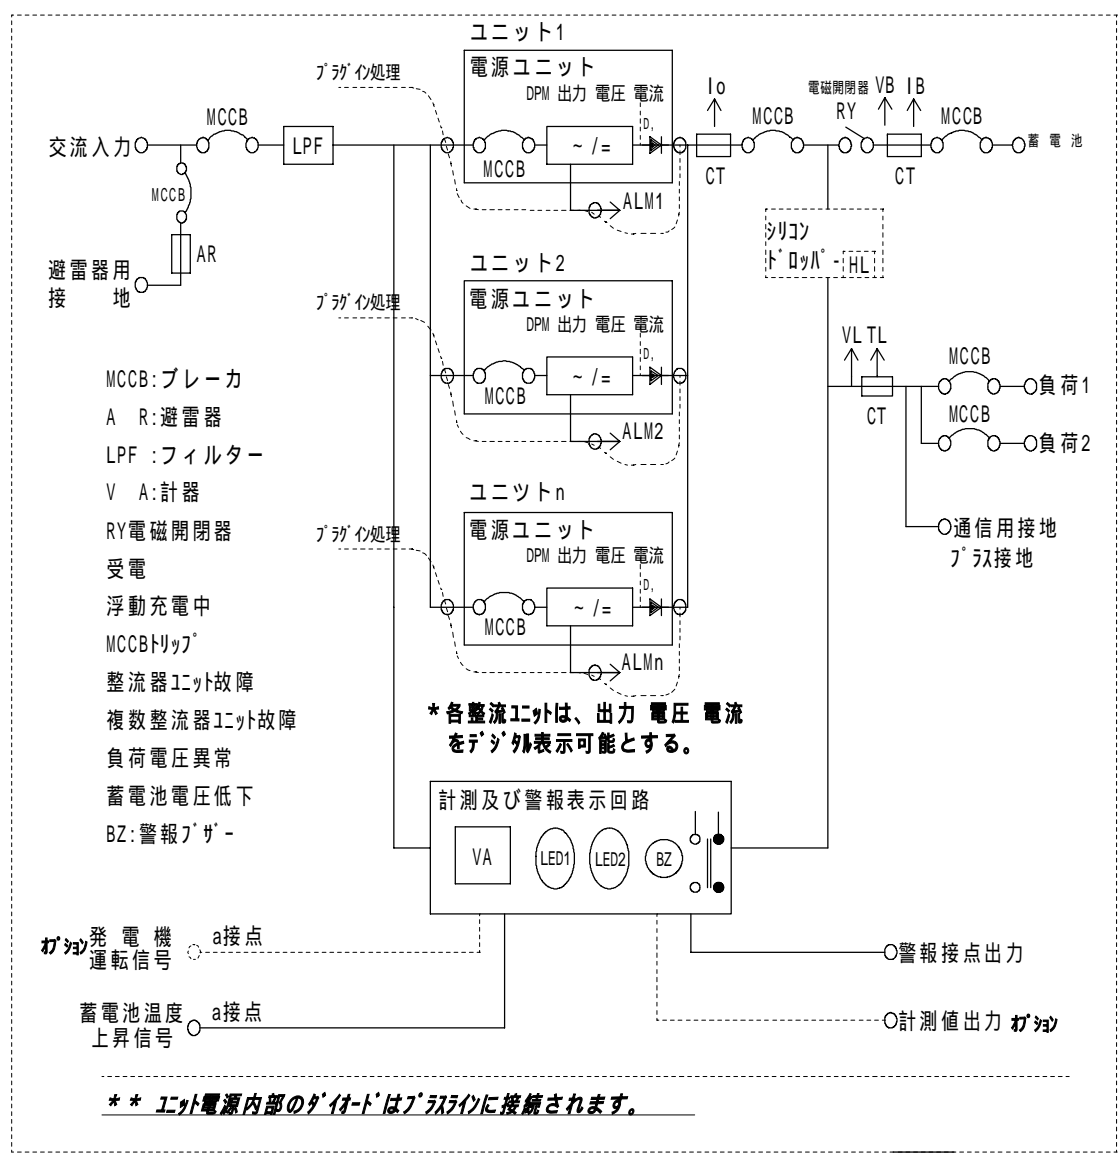 ユニット1
電源ユニット
DPM 出力 電圧 電流
プラグイン処理
Io
電磁開閉器 VB IB
RY
MCCB
MCCB
MCCB
D,
交流入力
LPF
~/=
蓄電池
MCCB
CT
CT
MCCB
ALM1
AR
避雷器用
接地
シリコン
ドロッパ-HL
ユニット2
電源ユニット
DPM 出力 電圧 電流
プラグイン処理
D,
VL TL
MCCB
~/=
MCCB
CT
負荷1
MCCB
負荷2
ALM2
MCCB:ブレーカ
A R:避雷器
LPF :フィルター
V A:計器
RY電磁開閉器
受電
浮動充電中
MCCBトリップ
整流器ユニット故障
複数整流器ユニット故障
負荷電圧異常
蓄電池電圧低下
BZ:警報ブザ-
ユニツトn
電源ユニット
DPM 出力 電圧 電流
プラグイン処理
D,
通信用接地
プラス接地
~/=
MCCB
ALMn
*各整流ユニットは、出力 電圧 電流
をデジタル表示可能とする。
計測及び警報表示回路
VA
LED1
LED2
BZ
オプション
発電機
運転信号
a接点
警報接点出力
蓄電池温度
上昇信号
a接点
計測値出力 オプション
** ユニット電源内部のダイオードはプラスラインに接続されます。